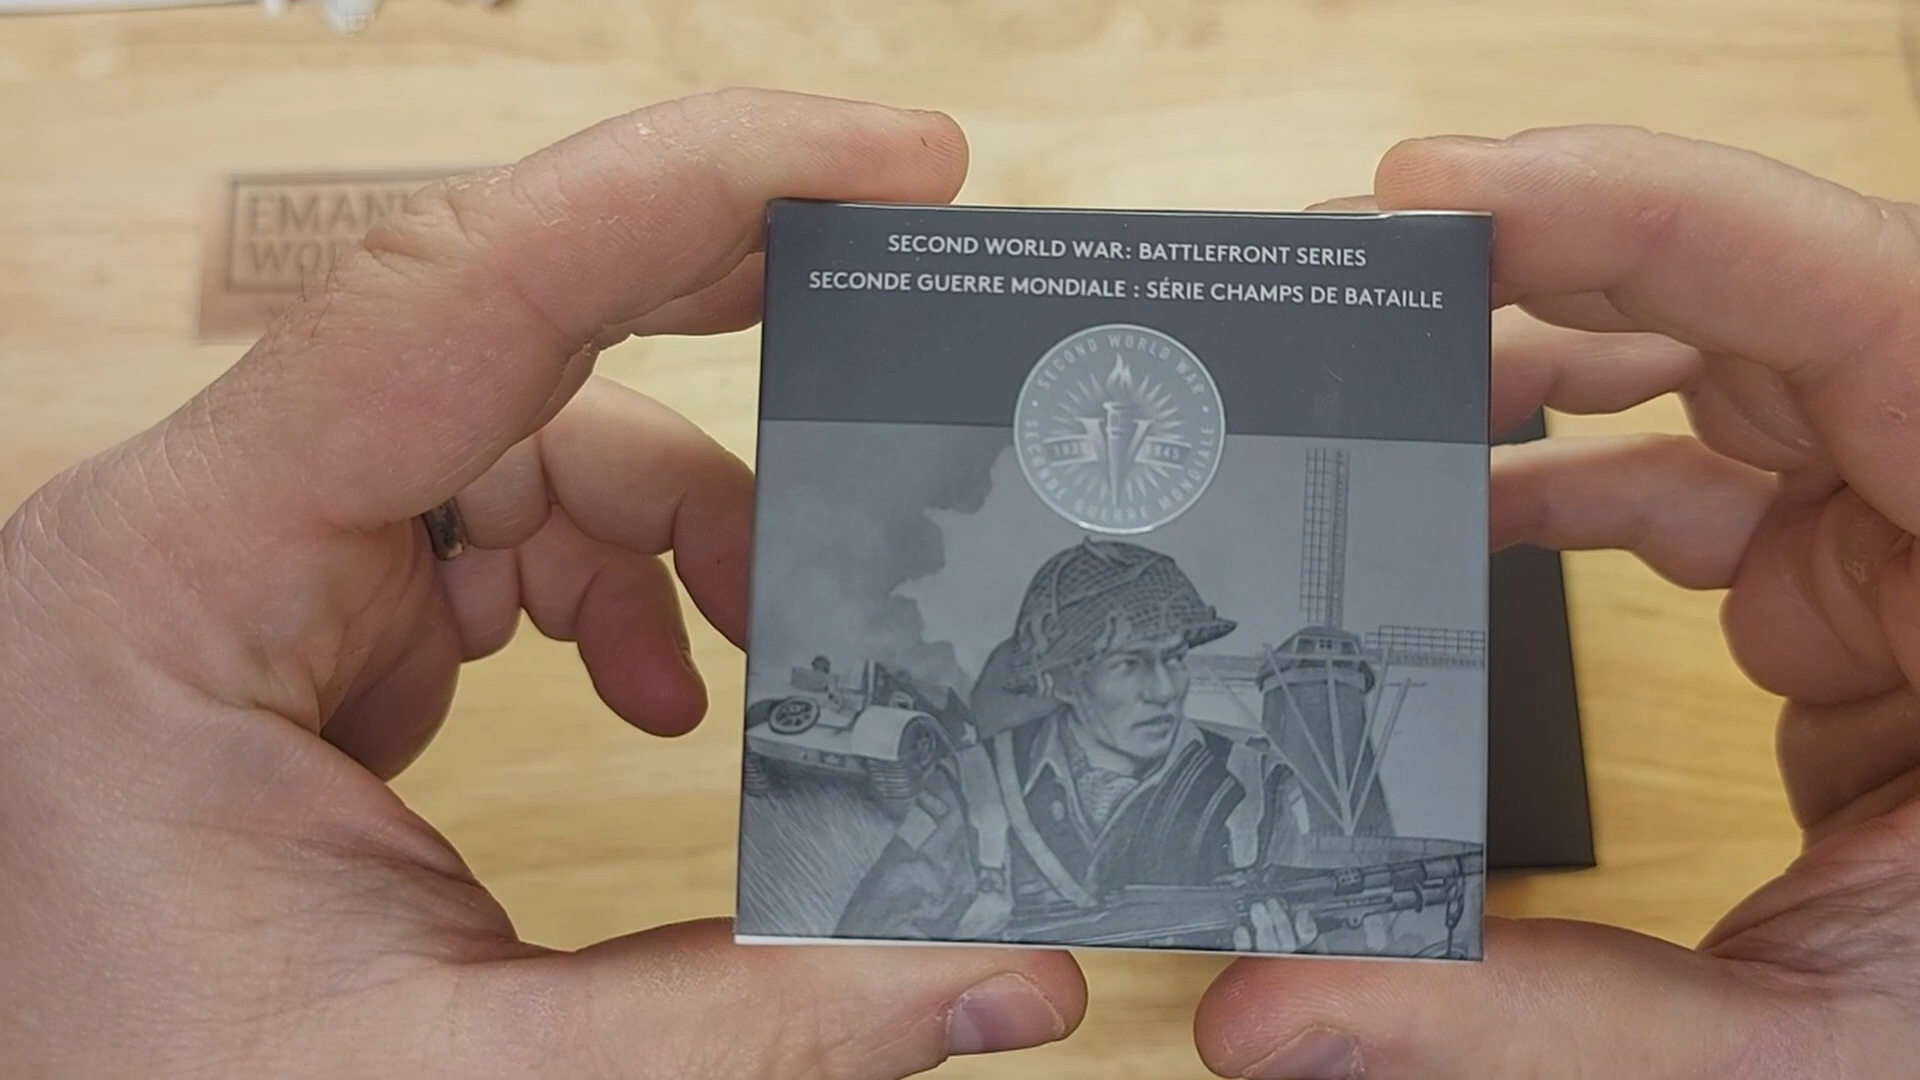 SECOND WORLD WAR: BATTLEFRONT SERIES
SECONDE GUERRE MONDIALE : SÉRIE CHAMPS DE BATAILLE
• SECOND WORLD WAR •
1945
SECONDE GUERRE MONDIALE